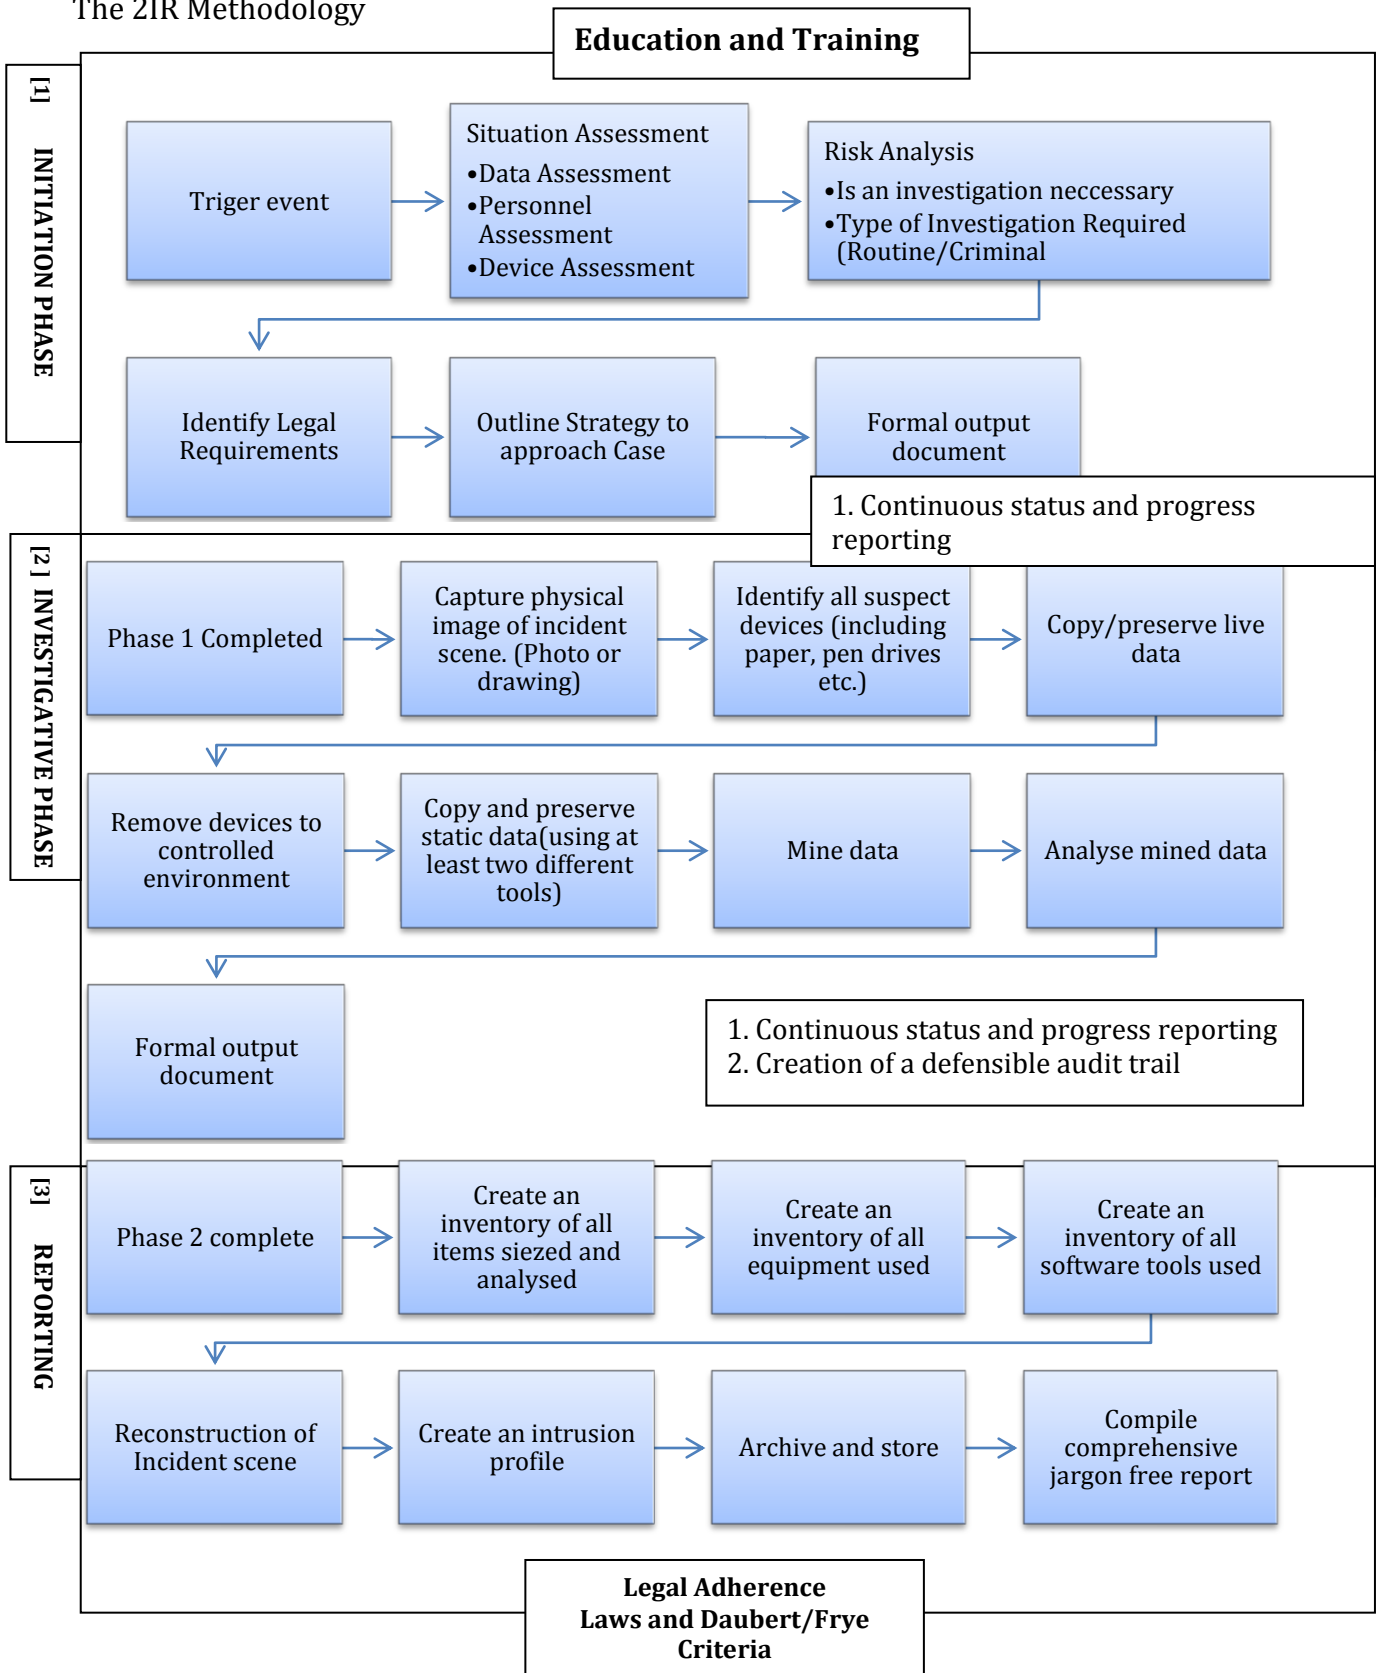 The 2IR Methodology
Education and Training
[1] INITIATION PHASE
Triger event
Situation Assessment
•Data Assessment
•Personnel
Assessment
•Device Assessment
Risk Analysis
•Is an investigation neccessary
•Type of Investigation Required
(Routine/Criminal
Identify Legal
Requirements
Outline Strategy to
approach Case
Formal output
document
1. Continuous status and progress
reporting
[2] INVESTIGATIVE PHASE
Phase 1 Completed
Capture physical
image of incident
scene. (Photo or
drawing)
Identify all suspect
devices (including
paper, pen drives
etc.)
Copy/preserve live
data
Remove devices to
controlled
environment
Copy and preserve
static data(using at
least two different
tools)
Mine data
Analyse mined data
Formal output
document
1. Continuous status and progress reporting
2. Creation of a defensible audit trail
[3] REPORTING
Phase 2 complete
Create an
inventory of all
items siezed and
analysed
Create an
inventory of all
equipment used
Create an
inventory of all
software tools used
Reconstruction of
Incident scene
Create an intrusion
profile
Archive and store
Compile
comprehensive
jargon free report
Legal Adherence
Laws and Daubert/Frye
Criteria